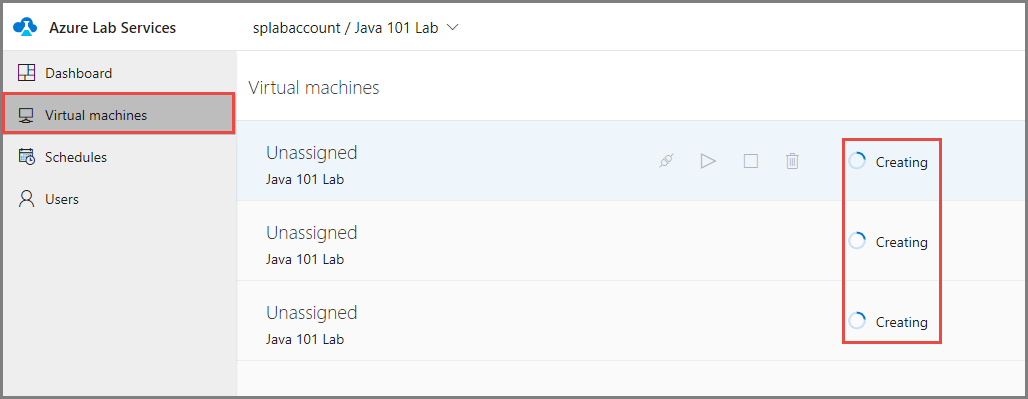 Azure Lab Services
splabaccount / Java 101 Lab
Dashboard
Virtual machines
Schedules
Users
Virtual machines
Unassigned
Java 101 Lab
Creating
Unassigned
Java 101 Lab
Creating
Unassigned
Java 101 Lab
Creating